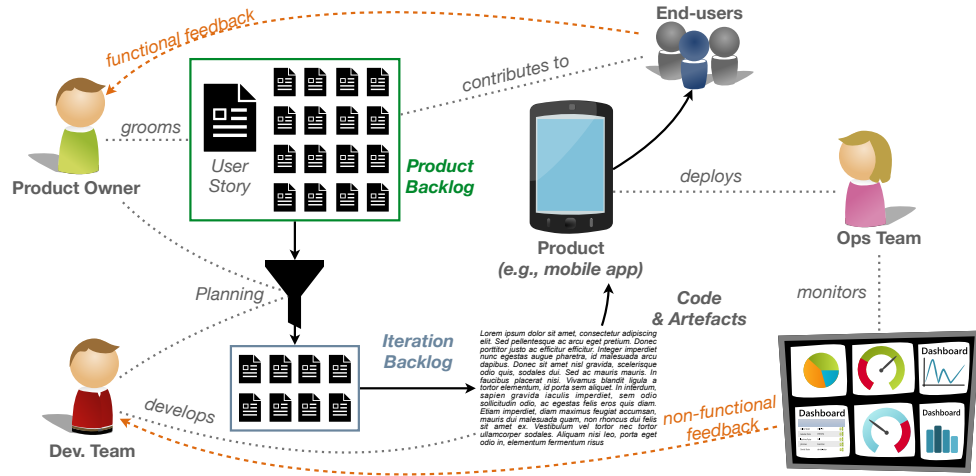 End-users
functional feedback
contributes to
grooms
User
Story
Product
Backlog
Product Owner
deploys
Product
(e.g., mobile app)
Ops Team
Planning
monitors
Code
& Artefacts
Iteration
Backlog
Lorem ipsum dolor sit amet, consectetur adipiscing
elit. Sed pellentesque ac arcu eget pretium. Donec
porttitor justo ac efficitur efficitur. Integer imperdiet
nunc egestas augue pharetra, id malesuada arcu
dapibus. Donec sit amet nisl gravida, scelerisque
odio quis, sodales dui. Sed ac mauris mauris. In
faucibus placerat nisi. Vivamus blandit ligula a
tortor elementum, id porta sem aliquet. In interdum,
sapien gravida iaculis imperdiet, sem odio
sollicitudin odio, ac egestas felis eros quis diam.
Etiam imperdiet, diam maximus feugiat accumsan,
mauris dui malesuada quam, non rhoncus dui felis
sit amet ex. Vestibulum vel tortor nec tortor
ullamcorper sodales. Aliquam nisi leo, porta eget
odio in, elementum fermentum risus
Dashboard
develops
non-functional
feedback
Dashboard
Dashboard
Dev. Team